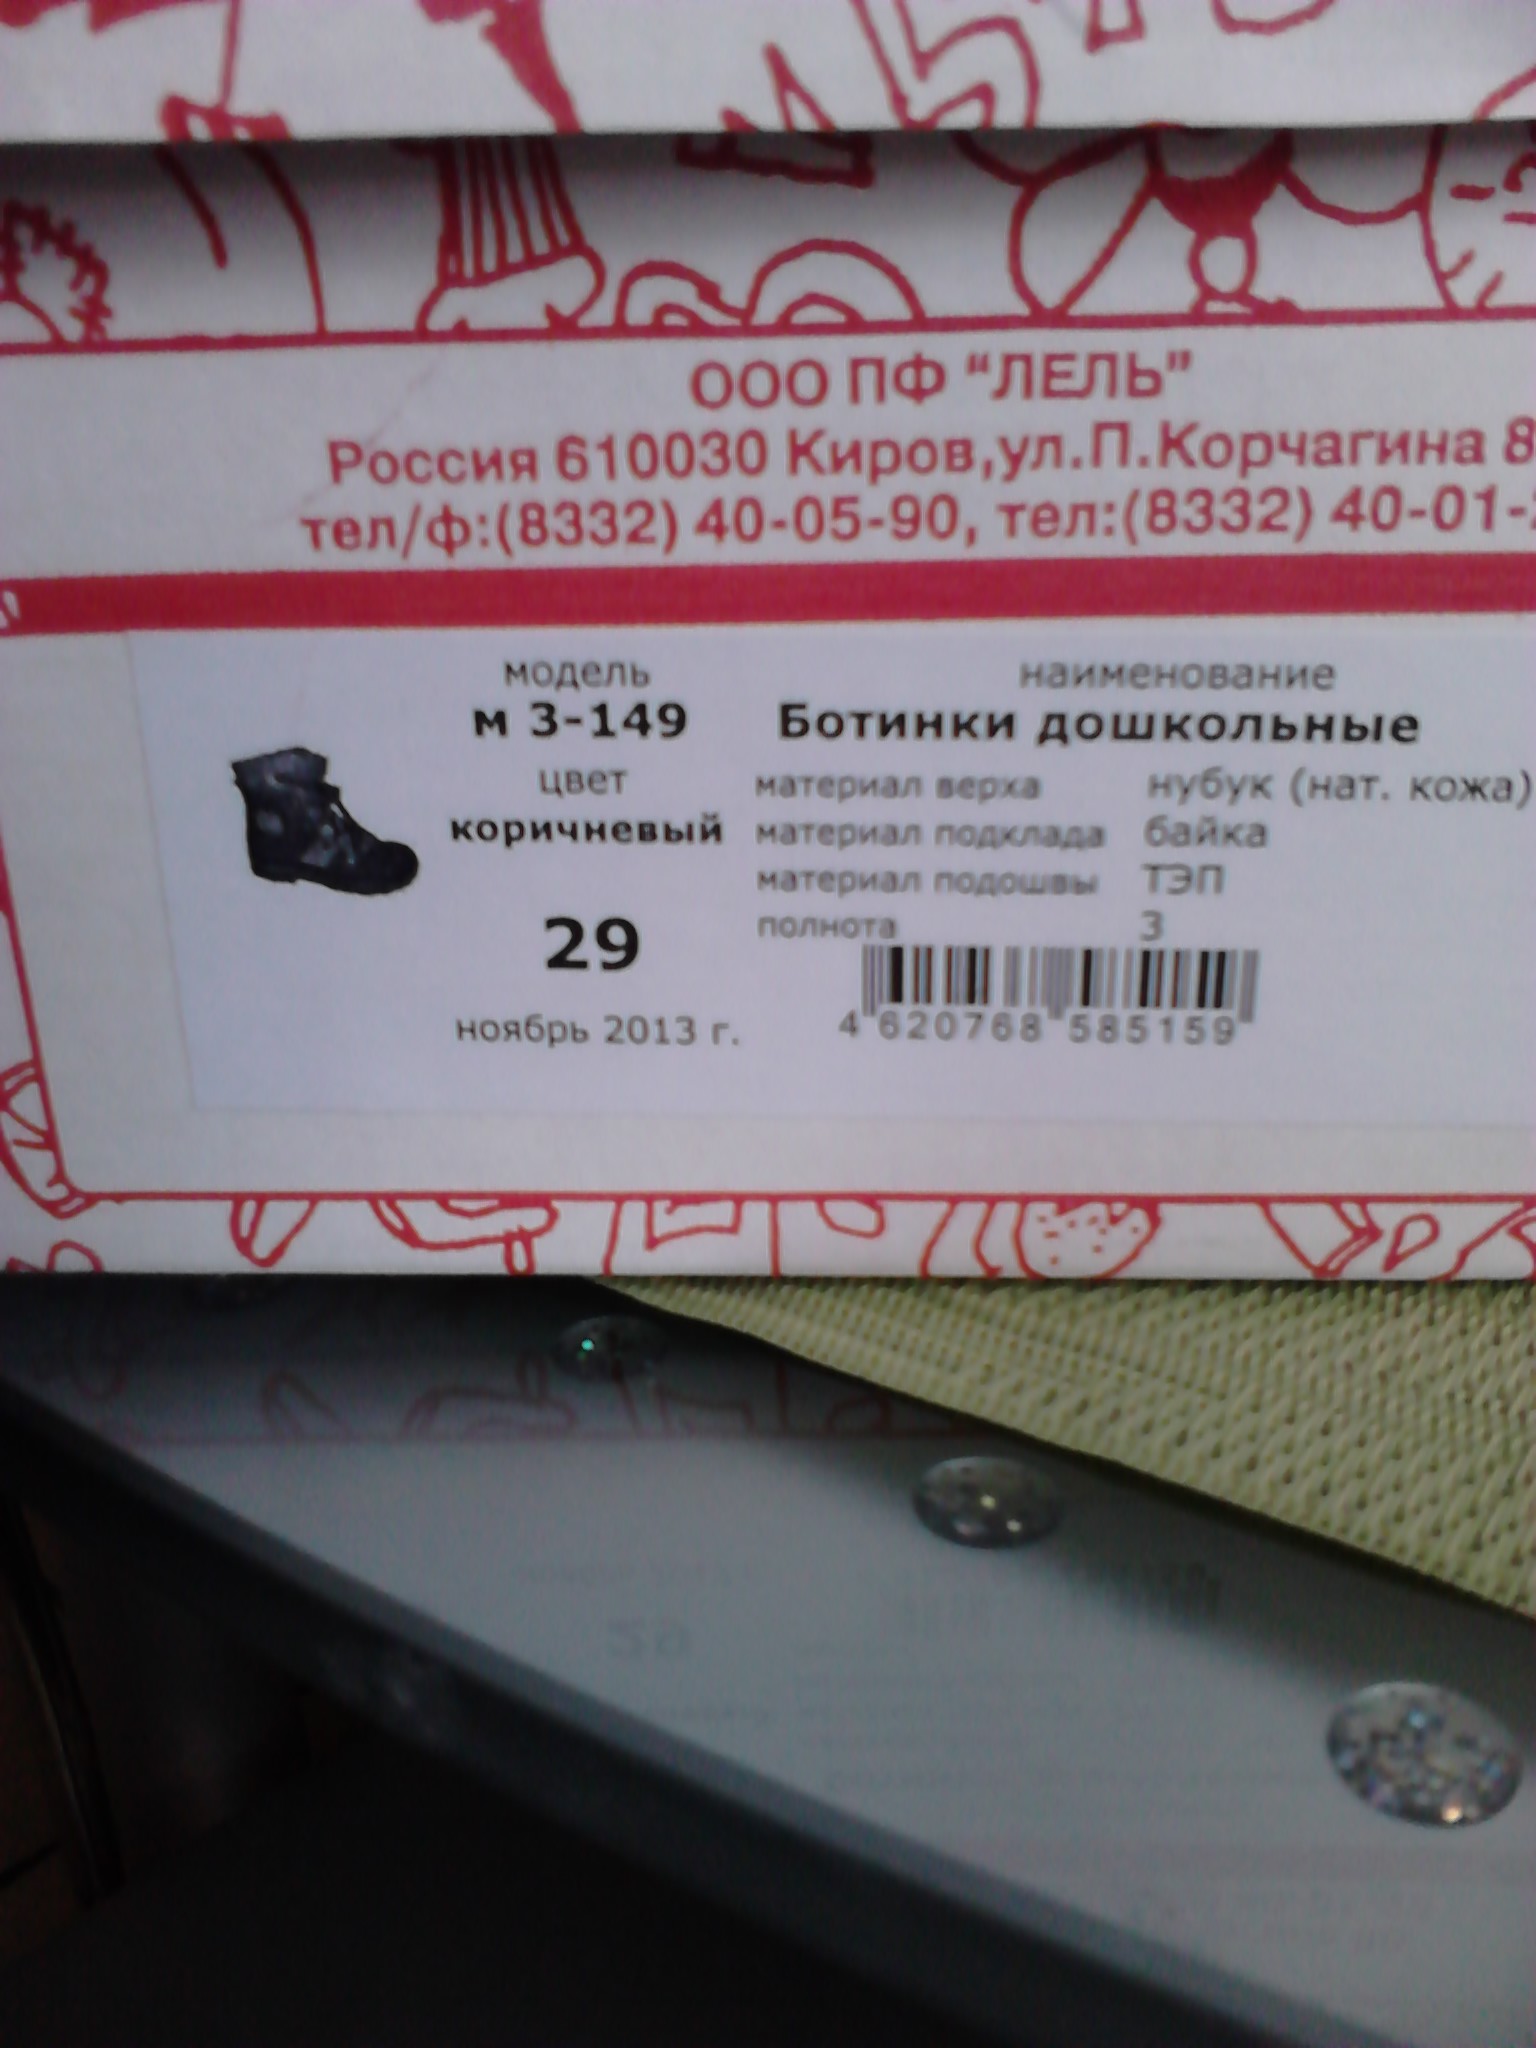 ООО ПФ “ЛЕЛЬ”
Россия 610030 Киров,ул.П.Корчагина 8
тел/ф:(8332) 40-05-90, тел:(8332) 40-01-
модель
м 3-149
цвет
коричневый
29
ноябрь 2013 г.
наименование
Ботинки дошкольные
материал верха нубук (нат. кожа)
материал подклада байка
материал подошвы ТЭП
полнота 3
4 620768 585159